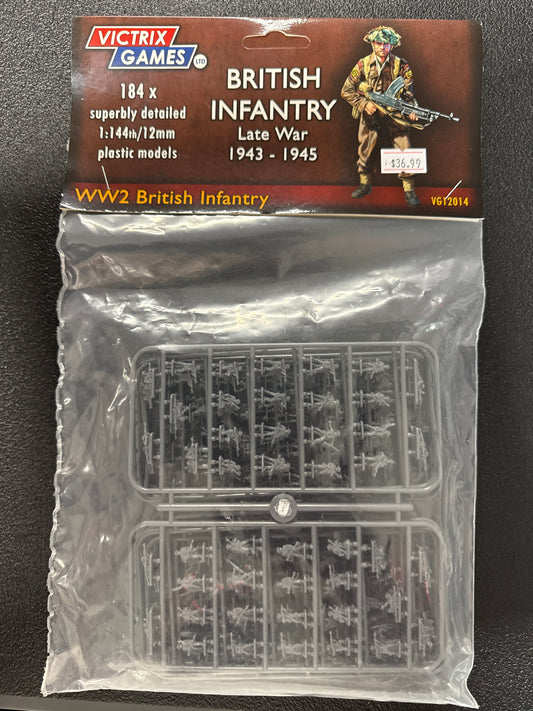 VICTRIX
GAMES LTD
184 x
superbly detailed
1:144th/12mm
plastic models
BRITISH
INFANTRY
Late War
1943 - 1945
$36.99
WW2 British Infantry
VG12014